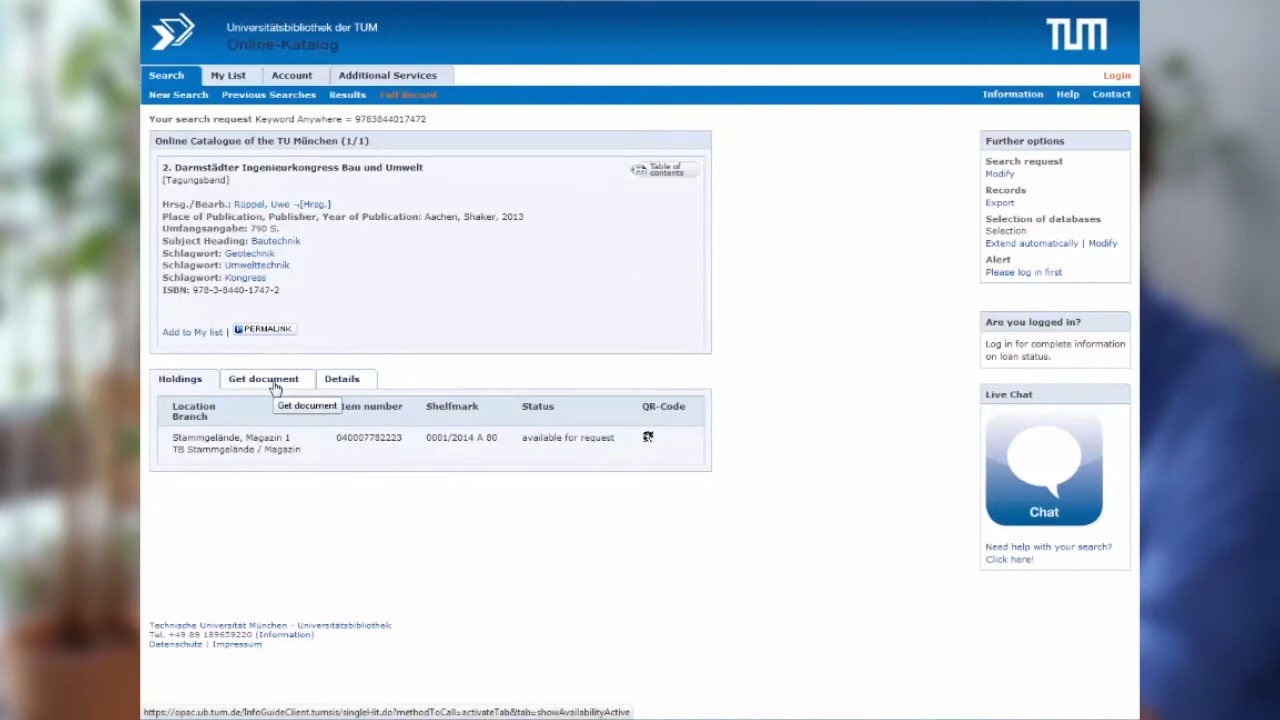 Universitätsbibliothek der TUM
Online-Katalog
TUM
Search My List Account Additional Services Login
New Search Previous Searches Results Full Record Information Help Contact
Your search request Keyword Anywhere = 9783844017472
Online Catalogue of the TU München (1/1)
2. Darmstädter Ingenieurkongress Bau und Umwelt
Table of contents
[Tagungsband]
Hrsg./Bearb.: Rüppel, Uwe ¬[Hrsg.]
Place of Publication, Publisher, Year of Publication: Aachen, Shaker, 2013
Umfangsangabe: 790 S.
Subject Heading: Bautechnik
Schlagwort: Geotechnik
Schlagwort: Umwelttechnik
Schlagwort: Kongress
ISBN: 978-3-8440-1747-2
Add to My list | PERMALINK
Holdings Get document Details
Get document
Location Branch
tem number
Shelfmark
Status
QR-Code
Stammgelände, Magazin 1 040007782223 0001/2014 A 80 available for request
TB Stammgelände / Magazin
Further options
Search request
Modify
Records
Export
Selection of databases
Selection
Extend automatically | Modify
Alert
Please log in first
Are you logged in?
Log in for complete information
on loan status.
Live Chat
Chat
Need help with your search?
Click here!
Technische Universität München - Universitätsbibliothek
Tel. +49 89 189659220 (Information)
Datenschutz | Impressum
https://opac.ub.tum.de/InfoGuideClient.tumsis/singleHit.do?methodToCall=activateTab&tab=showAvailabilityActive